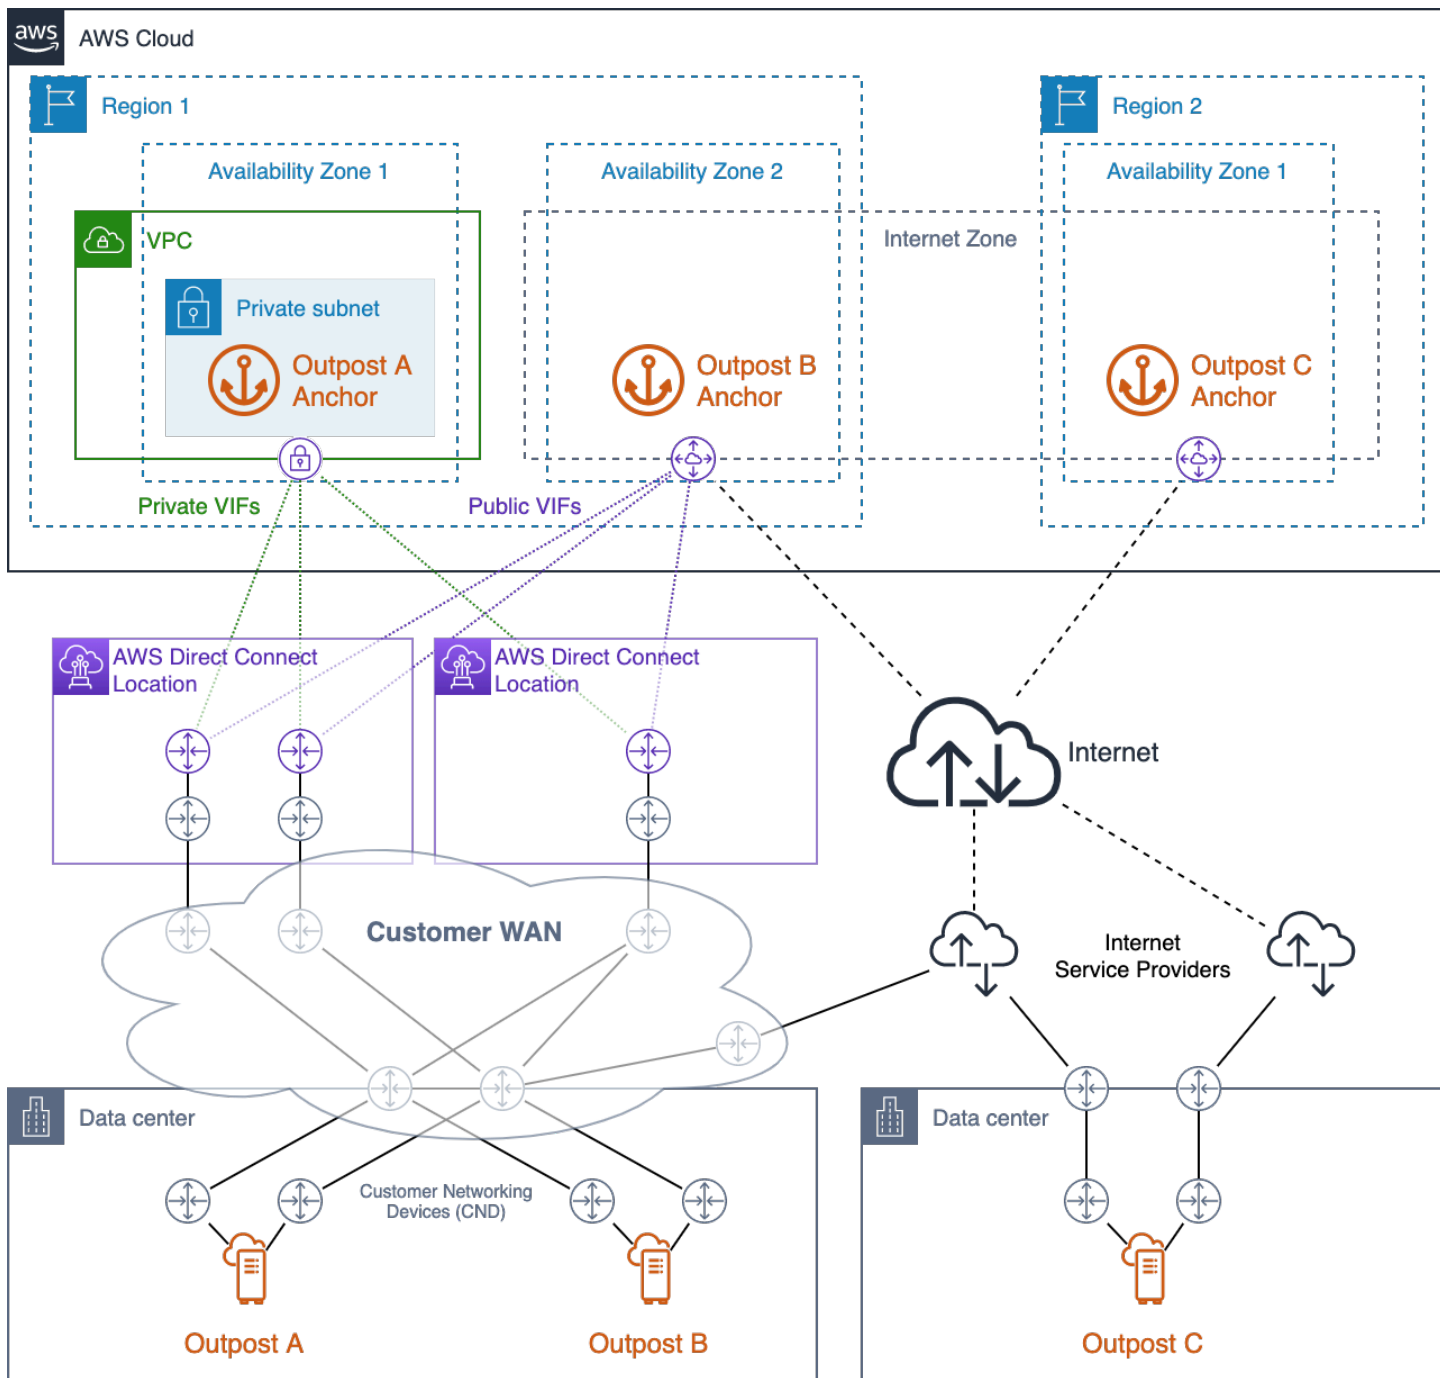 aws
AWS Cloud
Region 1
Region 2
Availability Zone 1
Availability Zone 2
Availability Zone 1
VPC
Internet Zone
Private subnet
Outpost A
Anchor
Outpost B
Anchor
Outpost C
Anchor
Private VIFs
Public VIFs
AWS Direct Connect
Location
AWS Direct Connect
Location
Internet
Customer WAN
Internet
Service Providers
Data center
Data center
Customer Networking
Devices (CND)
Outpost A
Outpost B
Outpost C